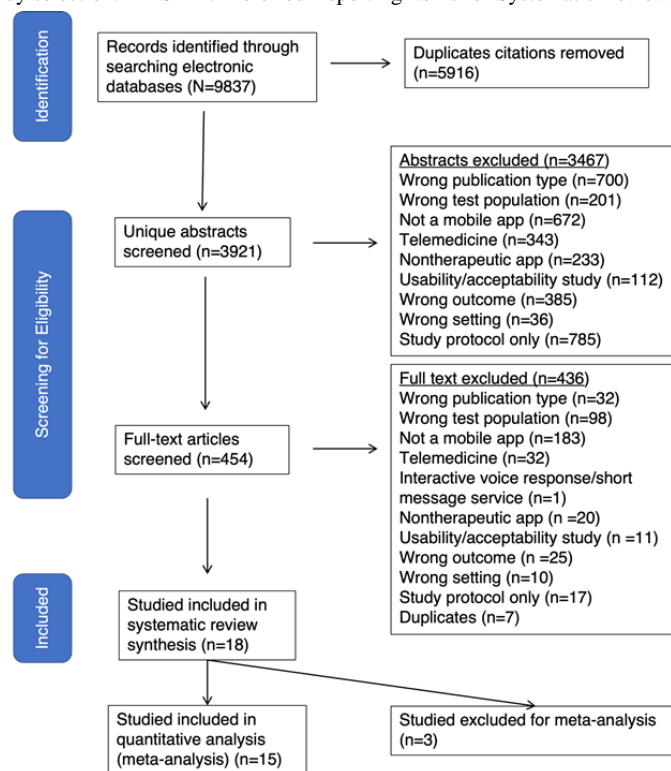 Identification
Records identified through
searching electronic
databases (N=9837)
Duplicates citations removed
(n=5916)
Screening for Eligibility
Unique abstracts
screened (n=3921)
Abstracts excluded (n=3467)
Wrong publication type (n=700)
Wrong test population (n=201)
Not a mobile app (n=672)
Telemedicine (n=343)
Nontherapeutic app (n=233)
Usability/acceptability study (n=112)
Wrong outcome (n=385)
Wrong setting (n=36)
Study protocol only (n=785)
Full-text articles
screened (n=454)
Full text excluded (n=436)
Wrong publication type (n=32)
Wrong test population (n=98)
Not a mobile app (n=183)
Telemedicine (n=32)
Interactive voice response/short
message service (n=1)
Nontherapeutic app (n =20)
Usability/acceptability study (n =11)
Wrong outcome (n =25)
Wrong setting (n=10)
Study protocol only (n=17)
Duplicates (n=7)
Included
Studied included in
systematic review
synthesis (n=18)
Studied included in
quantitative analysis
(meta-analysis) (n=15)
Studied excluded for meta-analysis
(n=3)